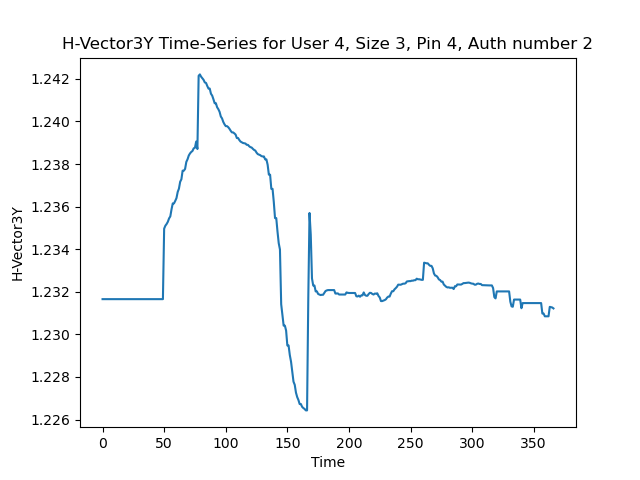 H-Vector3Y Time-Series for User 4, Size 3, Pin 4, Auth number 2
1.242
1.240
1.238
1.236
1.234
1.232
1.230
1.228
1.226
H-Vector3Y
0 50 100 150 200 250 300 350
Time